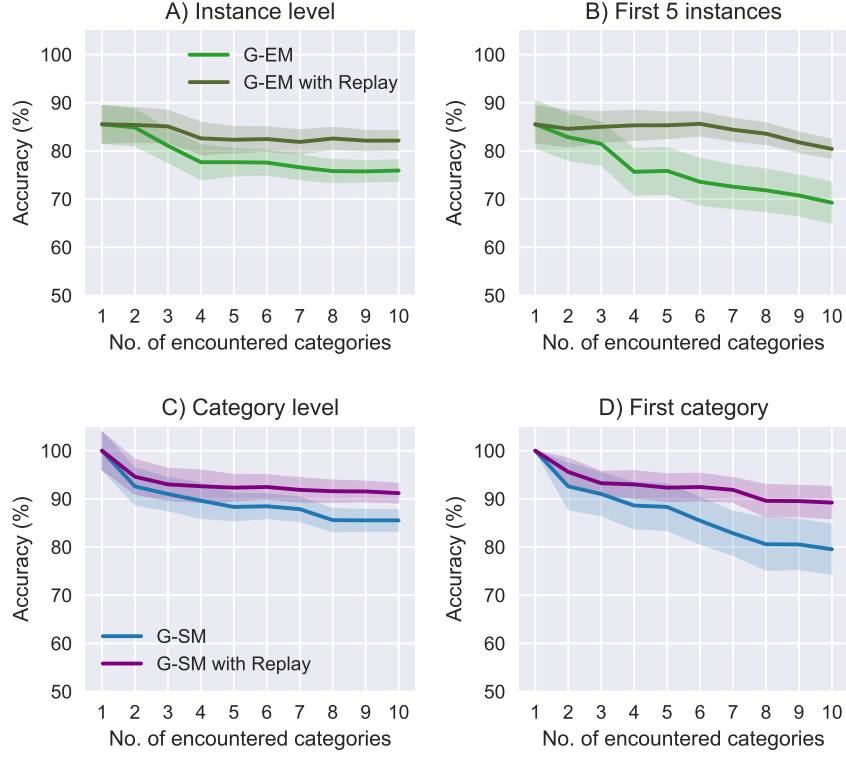 A) Instance level
B) First 5 instances
G-EM
G-EM with Replay
Accuracy (%)
100
90
80
70
60
50
1 2 3 4 5 6 7 8 9 10
No. of encountered categories
Accuracy (%)
100
90
80
70
60
50
1 2 3 4 5 6 7 8 9 10
No. of encountered categories
C) Category level
D) First category
Accuracy (%)
100
90
80
70
60
50
G-SM
G-SM with Replay
1 2 3 4 5 6 7 8 9 10
No. of encountered categories
Accuracy (%)
100
90
80
70
60
50
1 2 3 4 5 6 7 8 9 10
No. of encountered categories